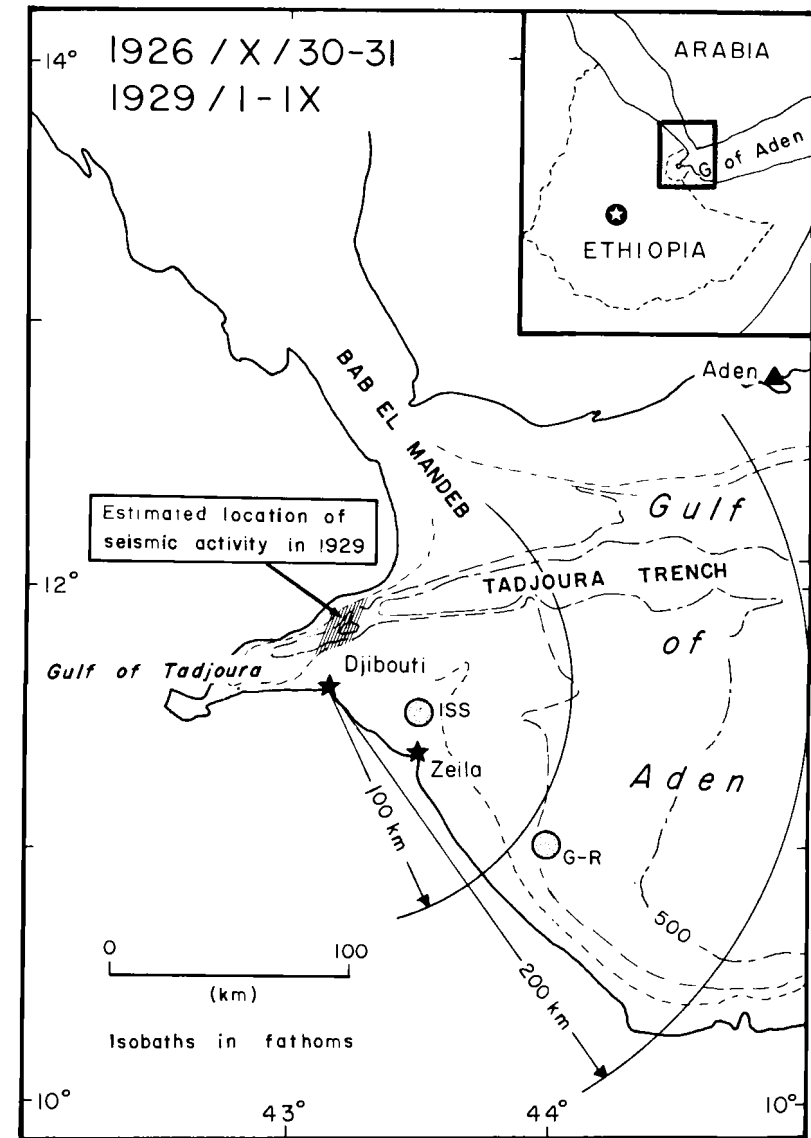 1926 / X / 30-31
1929 / I - IX
14°
ARABIA
G of Aden
ETHIOPIA
Aden
BAB EL MANDEB
Estimated location of
seismic activity in 1929
Gulf
12°
TADJOURA TRENCH
of
Gulf of Tadjoura
Djibouti
ISS
Zeila
Aden
100 km
G-R
500
0 100
(km)
200 km
Isobaths in fathoms
10°
43°
44°
10°